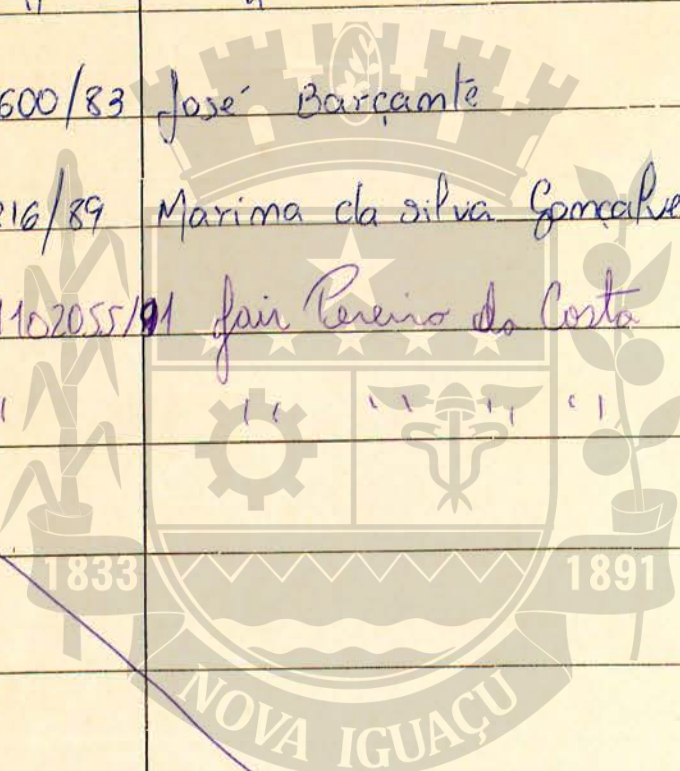 600/83 José Barçante
216/89 Marina da Silva Gonçalve
1102055/91 Jair Pereira da Costa
" " " " "
1833 1891
NOVA IGUAÇU